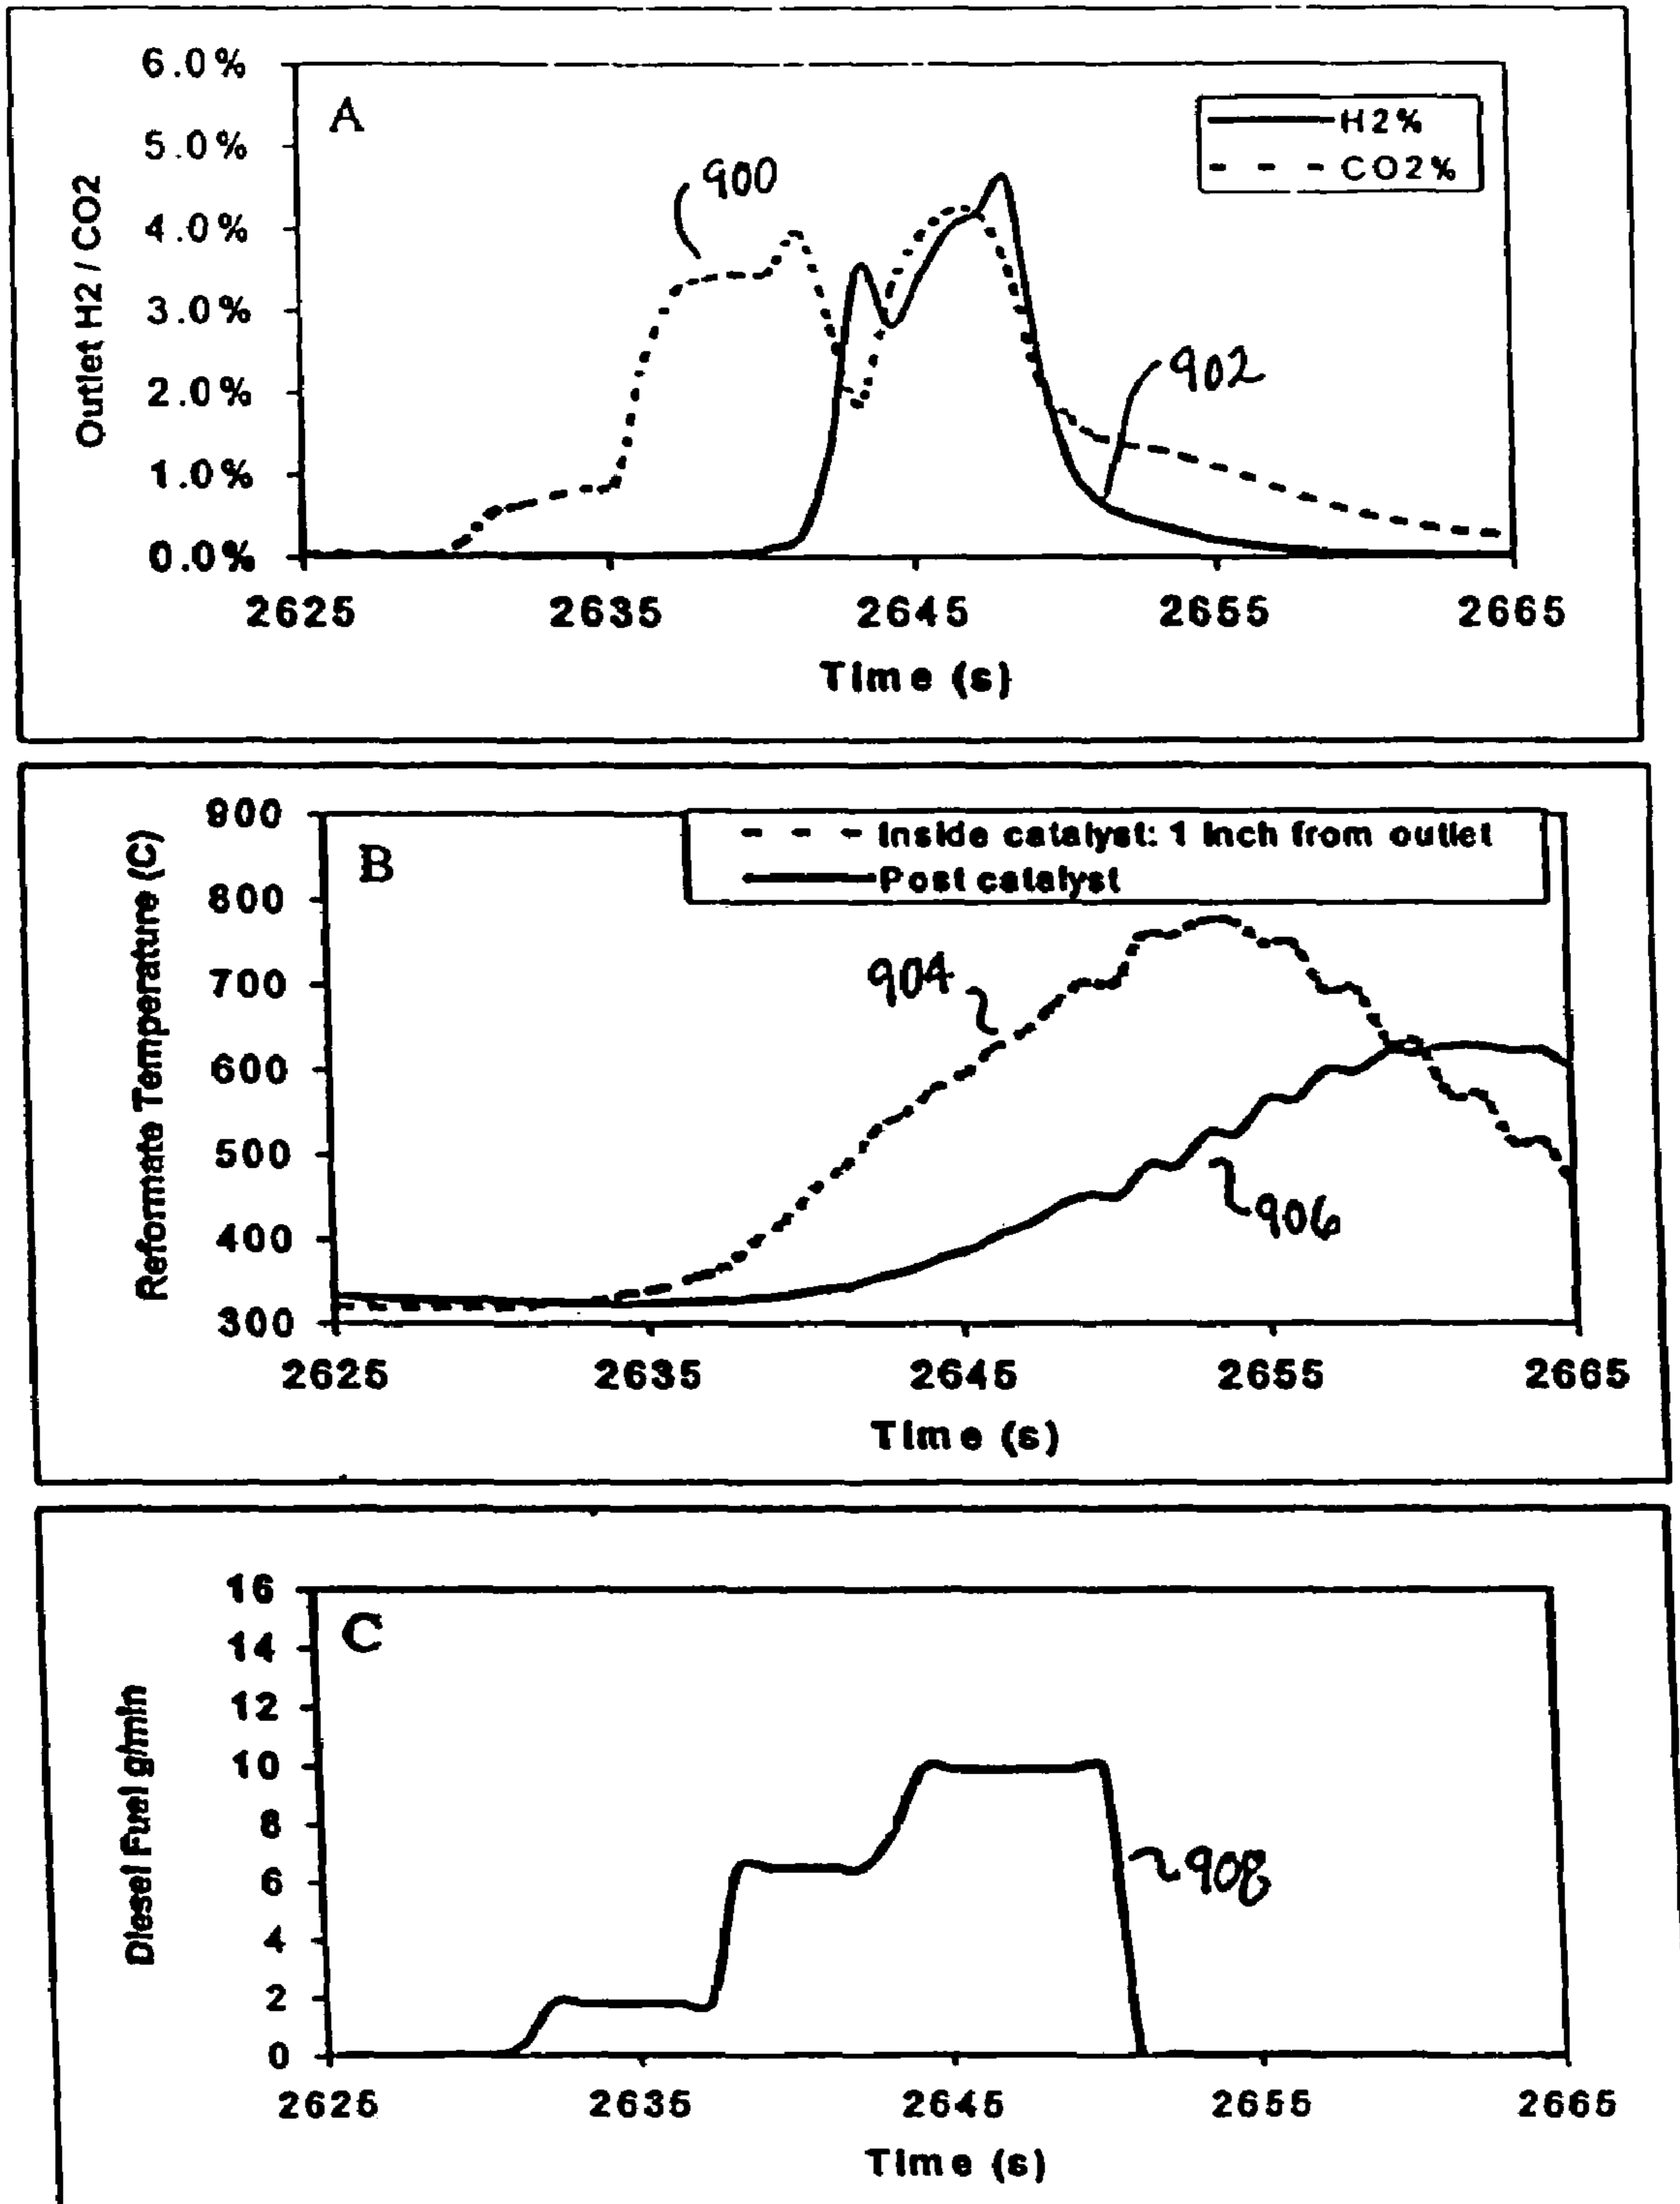 6.0%
5.0%
4.0%
3.0%
2.0%
1.0%
0.0%
Outlet H2 / CO2
A
900
902
H2%
CO2%
2625 2635 2645 2655 2665
Time (s)
900
800
700
600
500
400
300
Reformate Temperature (C)
B
Inside catalyst: 1 inch from outlet
Post catalyst
904
906
2625 2635 2645 2655 2665
Time (s)
16
14
12
10
8
6
4
2
0
Diesel Fuel g/min
C
908
2625 2635 2645 2655 2665
Time (s)